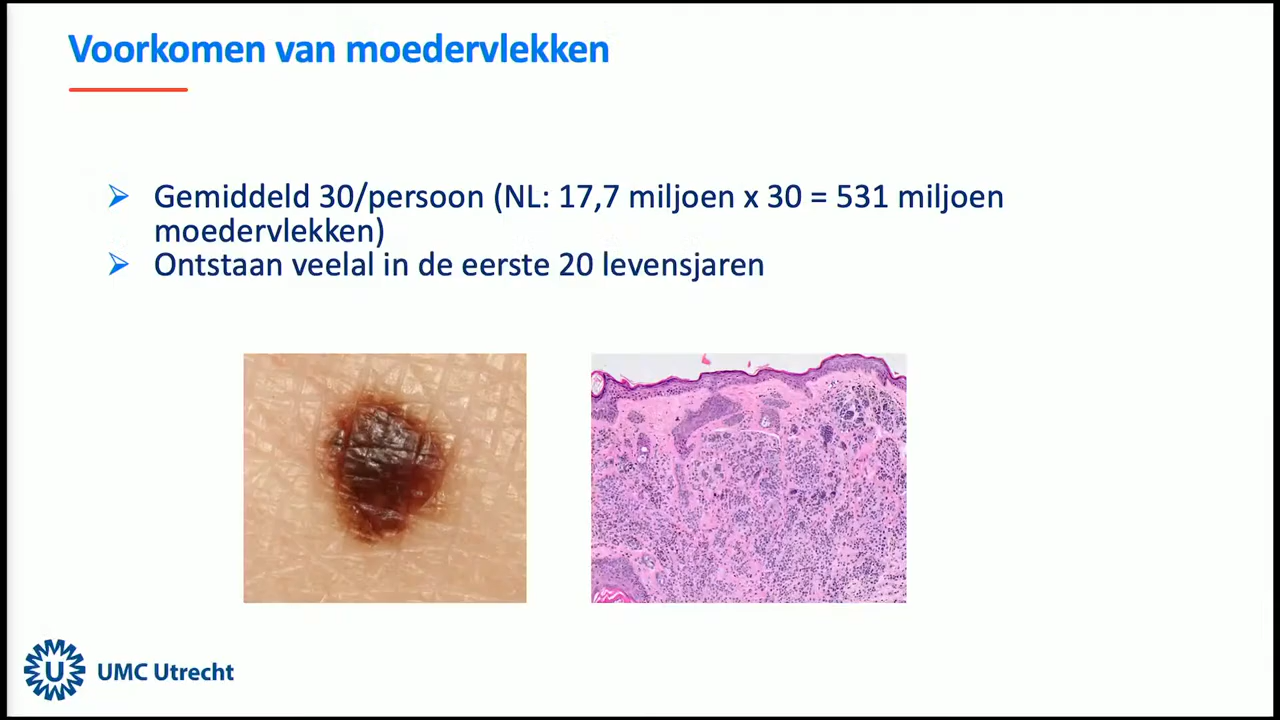 Voorkomen van moedervlekken
Gemiddeld 30/persoon (NL: 17,7 miljoen x 30 = 531 miljoen
moedervlekken)
Ontstaan veelal in de eerste 20 levensjaren
U
UMC Utrecht